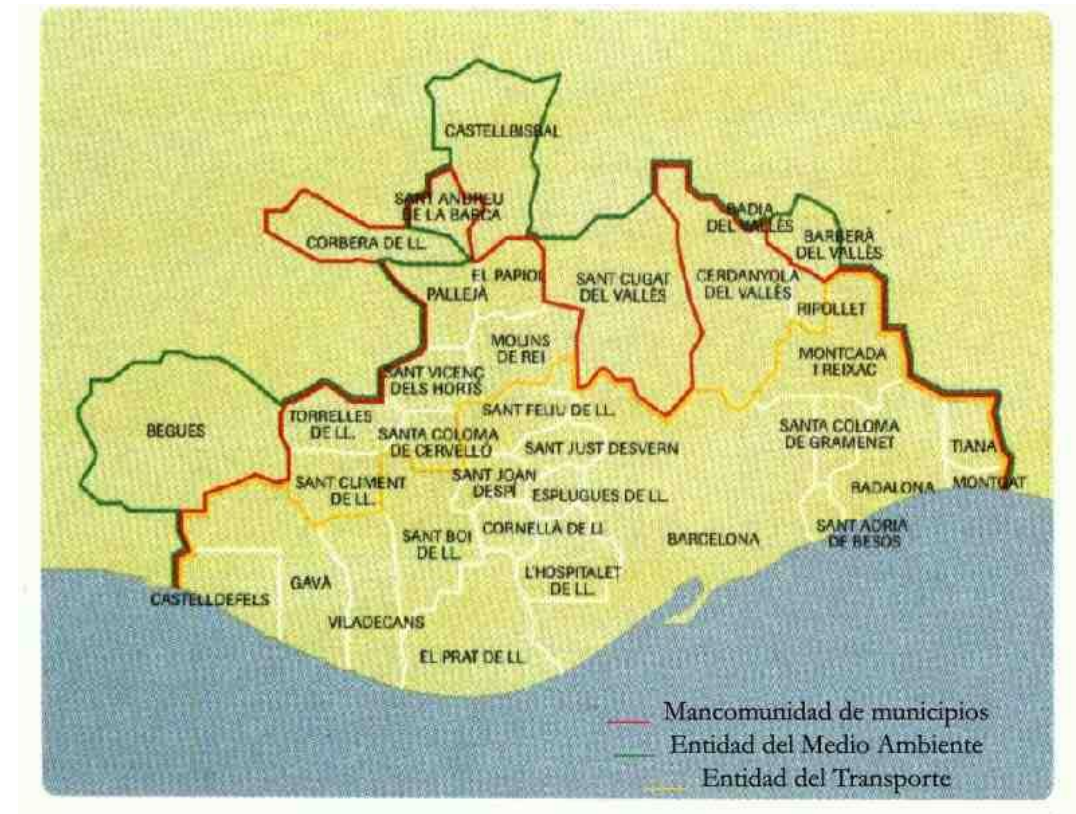 CASTELLBISBAL
SANT ANDREU
DE LA BARCA
BADIA
DEL VALLÈS
CORBERA DE LL.
BARBERÀ
DEL VALLÈS
EL PAPIOL
SANT CUGAT
DEL VALLÈS
CERDANYOLA
DEL VALLÈS
PALLEJÀ
RIPOLLET
MOLINS
DE REI
MONTCADA
I REIXAC
SANT VICENÇ
DELS HORTS
TORRELLES
DE LL.
SANT FELIU DE LL.
BEGUES
SANTA COLOMA
DE CERVELLÓ
SANT JUST DESVERN
SANTA COLOMA
DE GRAMENET
TIANA
SANT CLIMENT
DE LL.
SANT JOAN
DESPÍ
ESPLUGUES DE LL.
BADALONA
MONTGAT
SANT BOI
DE LL.
CORNELLÀ DE LL
BARCELONA
SANT ADRIA
DE BESÒS
GAVÀ
L'HOSPITALET
DE LL.
CASTELLDEFELS
VILADECANS
EL PRAT DE LL.
Mancomunidad de municipios
Entidad del Medio Ambiente
Entidad del Transporte